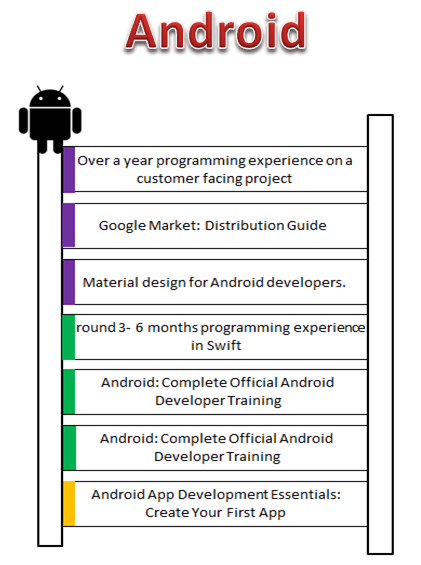 Android
Over a year programming experience on a
customer facing project
Google Market: Distribution Guide
Material design for Android developers.
round 3- 6 months programming experience
in Swift
Android: Complete Official Android
Developer Training
Android: Complete Official Android
Developer Training
Android App Development Essentials:
Create Your First App